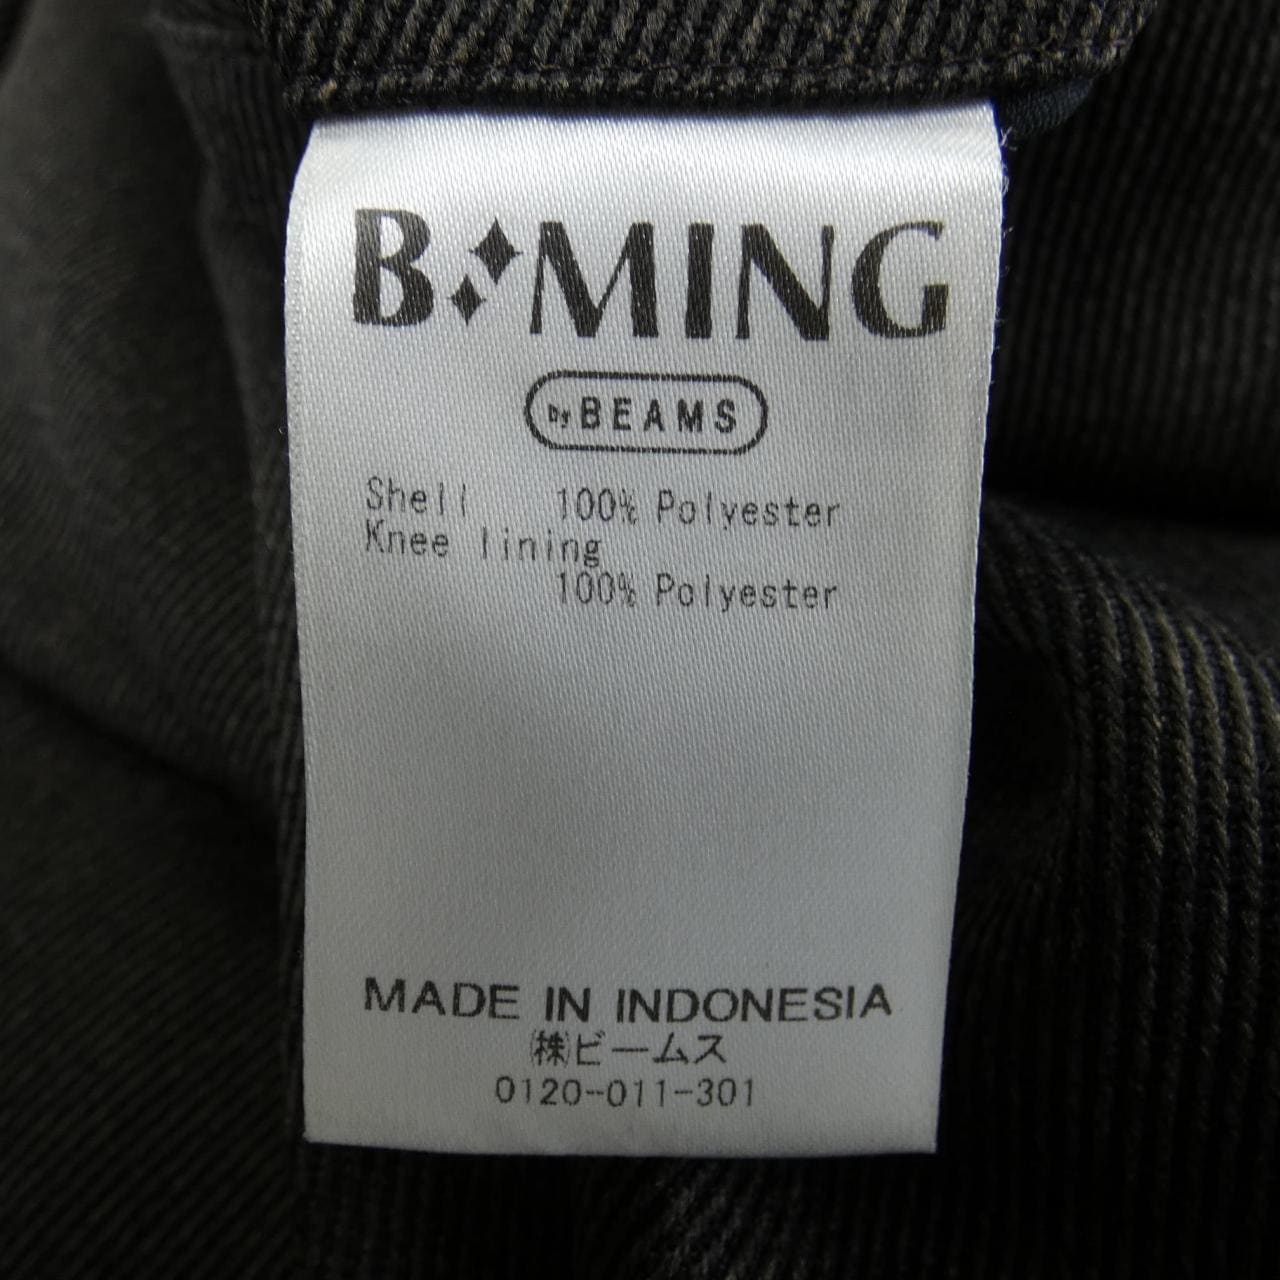 B MING
by BEAMS
Shell 100% Polyester
Knee lining
100% Polyester
MADE IN INDONESIA
㈱ビームス
0120-011-301